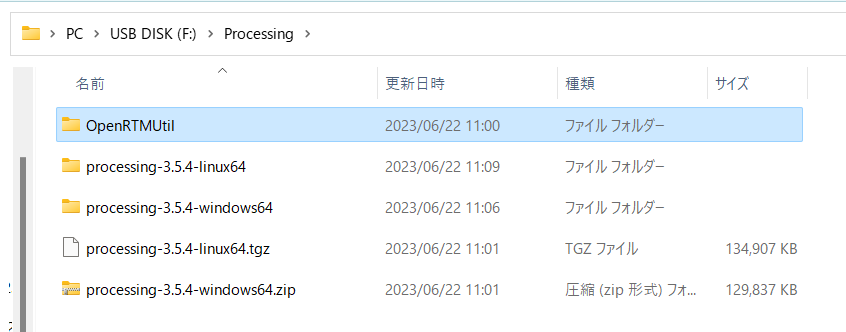 PC > USB DISK (F:) > Processing >
名前 更新日時 種類 サイズ
OpenRTMUtil 2023/06/22 11:00 ファイル フォルダー
processing-3.5.4-linux64 2023/06/22 11:09 ファイル フォルダー
processing-3.5.4-windows64 2023/06/22 11:06 ファイル フォルダー
processing-3.5.4-linux64.tgz 2023/06/22 11:01 TGZ ファイル 134,907 KB
processing-3.5.4-windows64.zip 2023/06/22 11:01 圧縮 (zip 形式) フォ... 129,837 KB